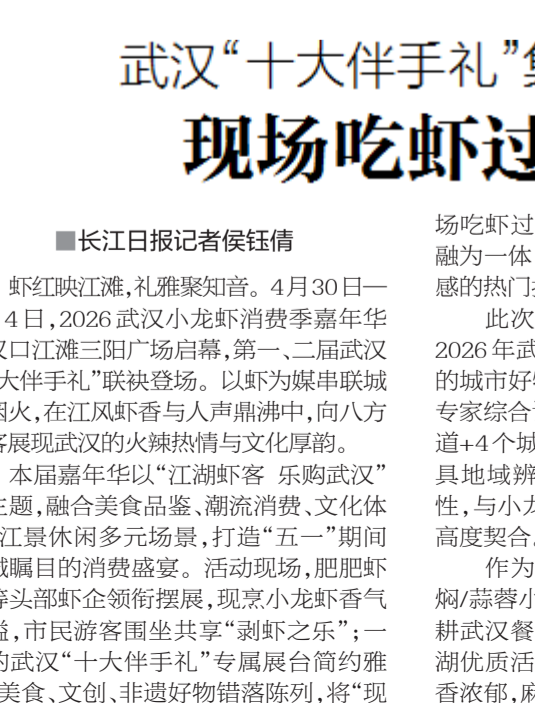 武汉“十大伴手礼”
现场吃虾过
■长江日报记者侯钰倩
虾红映江滩,礼雅聚知音。4月30日—
4日,2026武汉小龙虾消费季嘉年华
汉口江滩三阳广场启幕,第一、二届武汉
大伴手礼”联袂登场。以虾为媒串联城
烟火,在江风虾香与人声鼎沸中,向八方
客展现武汉的火辣热情与文化厚韵。
本届嘉年华以“江湖虾客 乐购武汉”
主题,融合美食品鉴、潮流消费、文化体
江景休闲多元场景,打造“五一”期间
城瞩目的消费盛宴。活动现场,肥肥虾
等头部虾企领衔摆展,现烹小龙虾香气
溢,市民游客围坐共享“剥虾之乐”;一
的武汉“十大伴手礼”专属展台简约雅
美食、文创、非遗好物错落陈列,将“现
场吃虾过
融为一体
感的热门
此次
2026年武
的城市好
专家综合
道+4个城
具地域辨
性,与小龙
高度契合。
作为
焖/蒜蓉小
耕武汉餐
湖优质活
香浓郁,麻